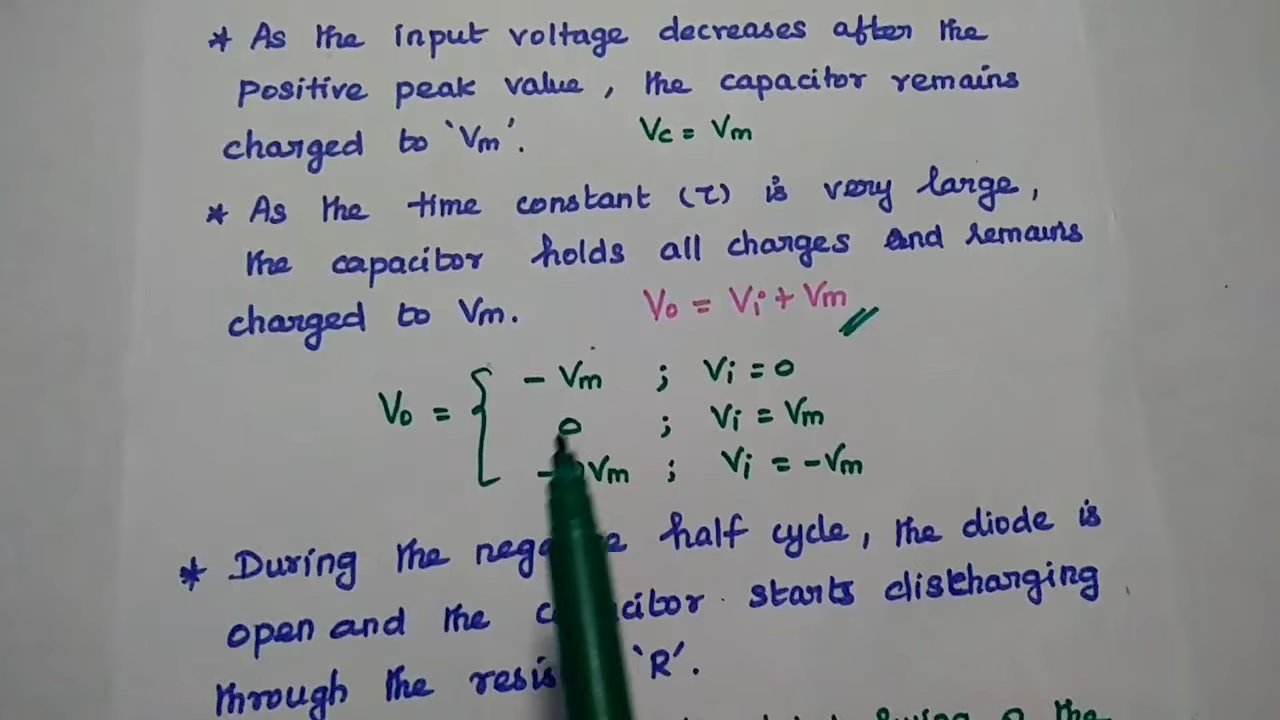 * As the input voltage decreases after the
positive peak value, the capacitor remains
charged to 'Vm'. Vc = Vm
* As the time constant (τ) is very large,
the capacitor holds all charges and remains
charged to Vm. Vo = Vi + Vm
- Vm ; Vi = 0
Vo = { 0 ; Vi = Vm
- Vm ; Vi = -Vm
* During the half cycle, the diode is
open and the starts discharging
through the 'R'.
the